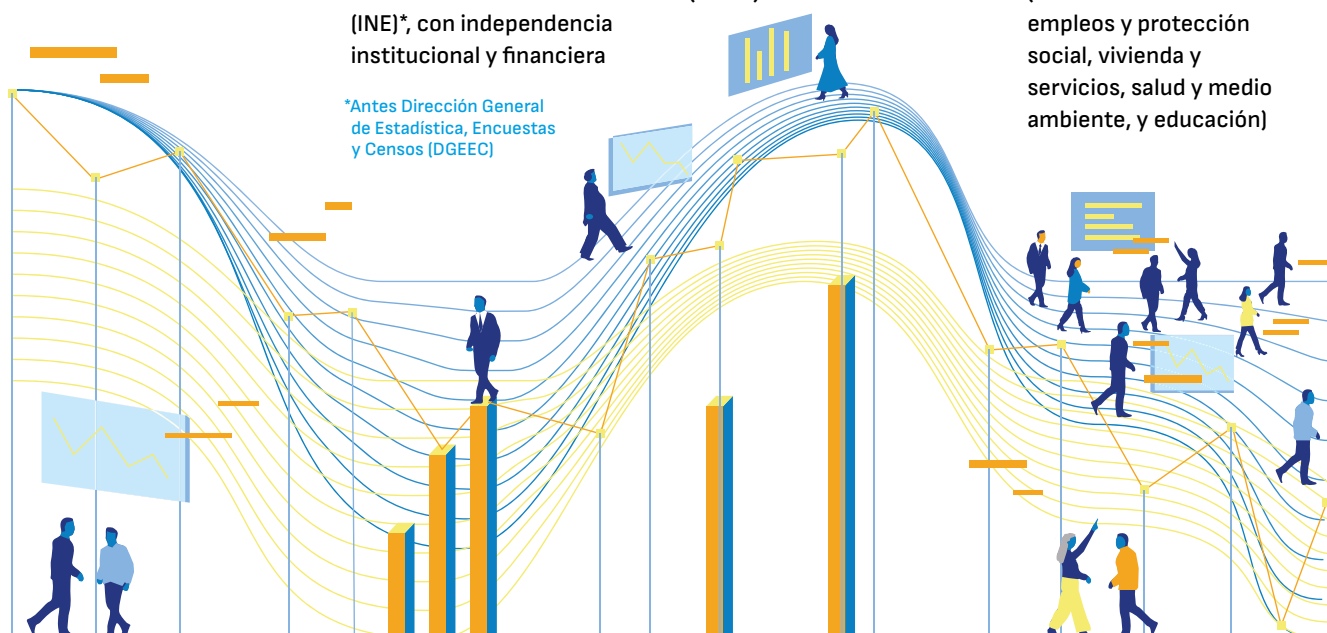 (INE)*, con independencia
institucional y financiera
*Antes Dirección General
de Estadística, Encuestas
y Censos (DGEEC)
empleos y protección
social, vivienda y
servicios, salud y medio
ambiente, y educación)